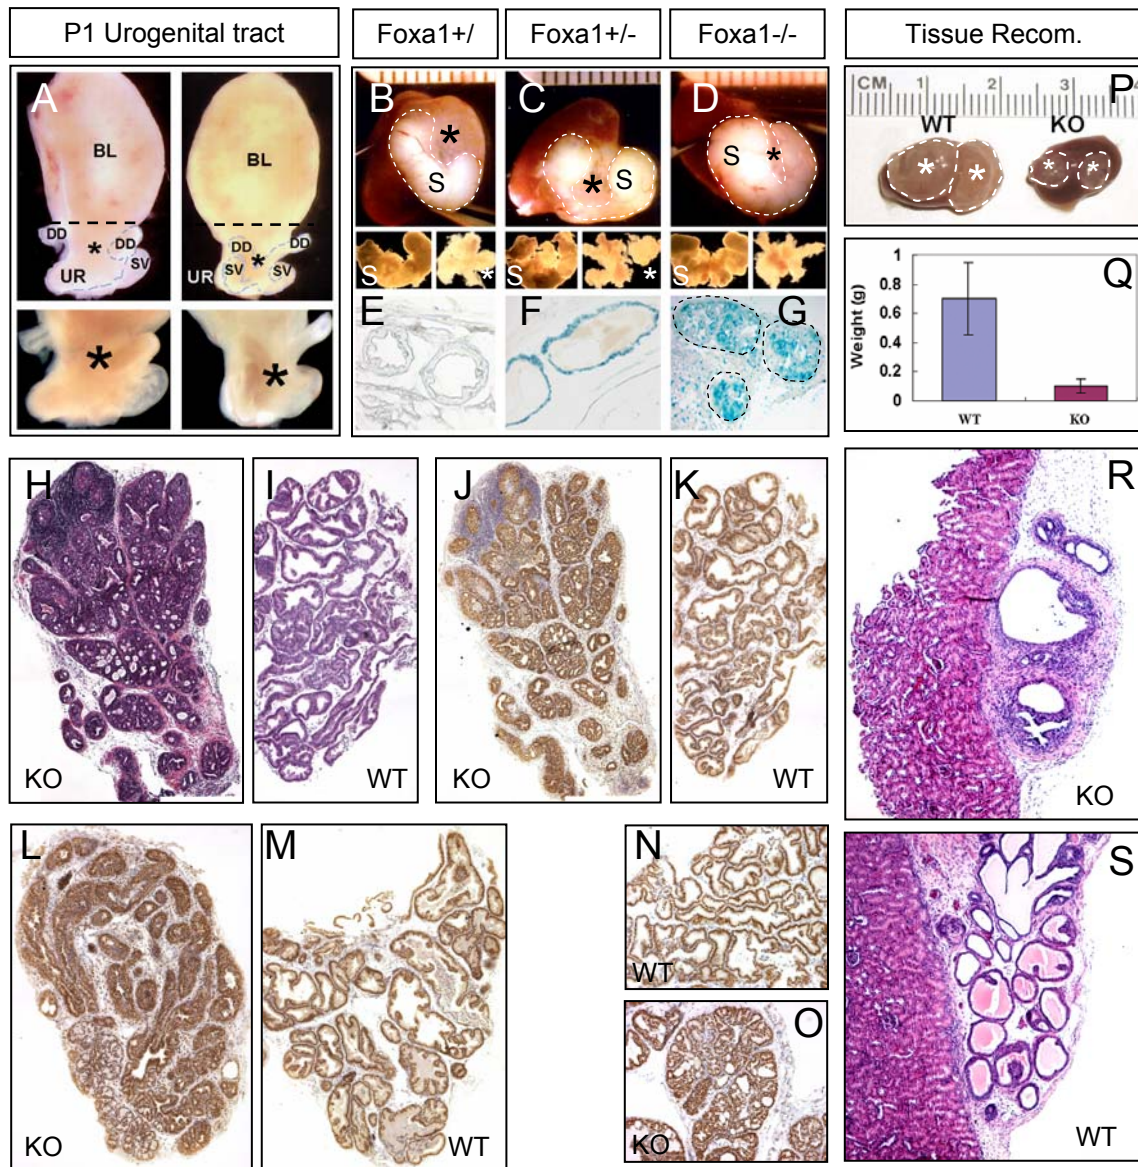 P1 Urogenital tract
Foxa1+/
Foxa1+/-
Foxa1-/-
Tissue Recom.
A
BL
BL
DD
*
DD
SV
UR
DD
DD
*
SV
SV
UR
*
*
B
*
S
S
*
C
*
S
S
*
D
S
*
S
E
F
G
P
CM 1 2 3 4
WT
KO
*
*
*
*
Q
Weight (g)
1
0.8
0.6
0.4
0.2
0
WT
KO
H
KO
I
WT
J
KO
K
WT
R
KO
L
KO
M
WT
N
WT
O
KO
S
WT